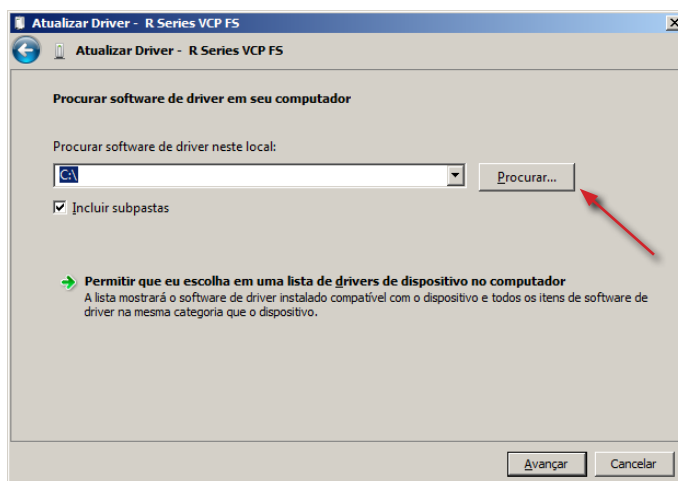 Atualizar Driver - R Series VCP FS
Atualizar Driver - R Series VCP FS
Procurar software de driver em seu computador
Procurar software de driver neste local:
C:\
Procurar...
Incluir subpastas
Permitir que eu escolha em uma lista de drivers de dispositivo no computador
A lista mostrará o software de driver instalado compatível com o dispositivo e todos os itens de software de
driver na mesma categoria que o dispositivo.
Avançar Cancelar